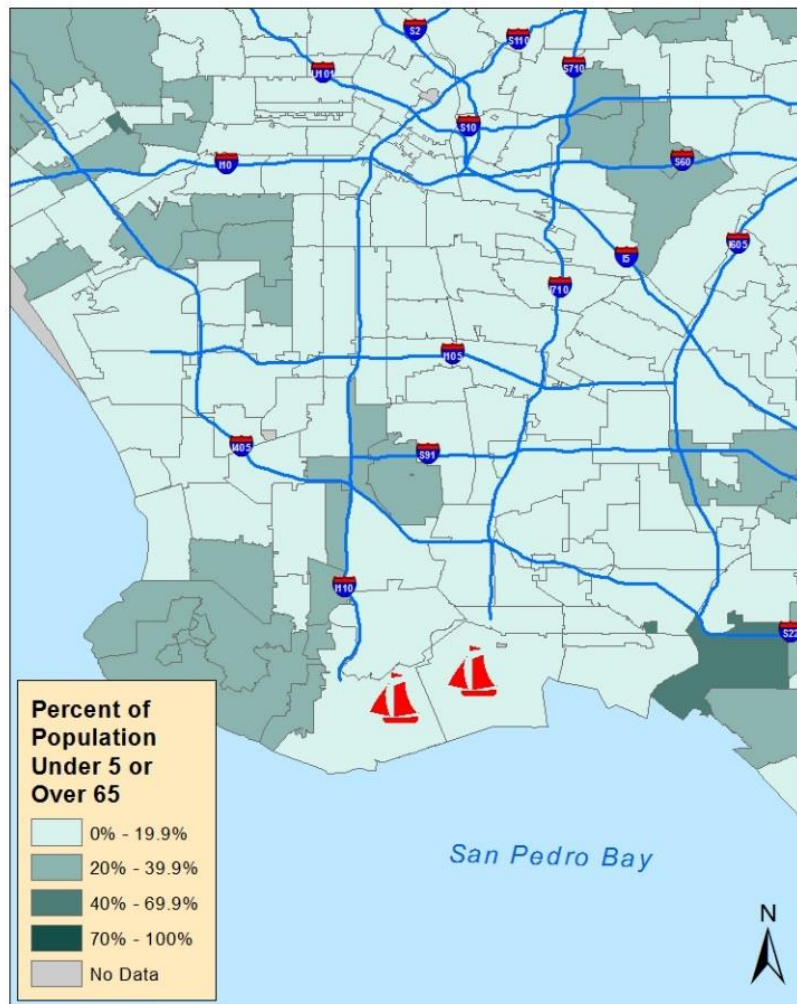 S2
S110
U101
S710
S10
I10
S60
I605
I5
I710
I105
I405
S91
I110
S22
Percent of
Population
Under 5 or
Over 65
0% - 19.9%
20% - 39.9%
40% - 69.9%
70% - 100%
No Data
San Pedro Bay
N